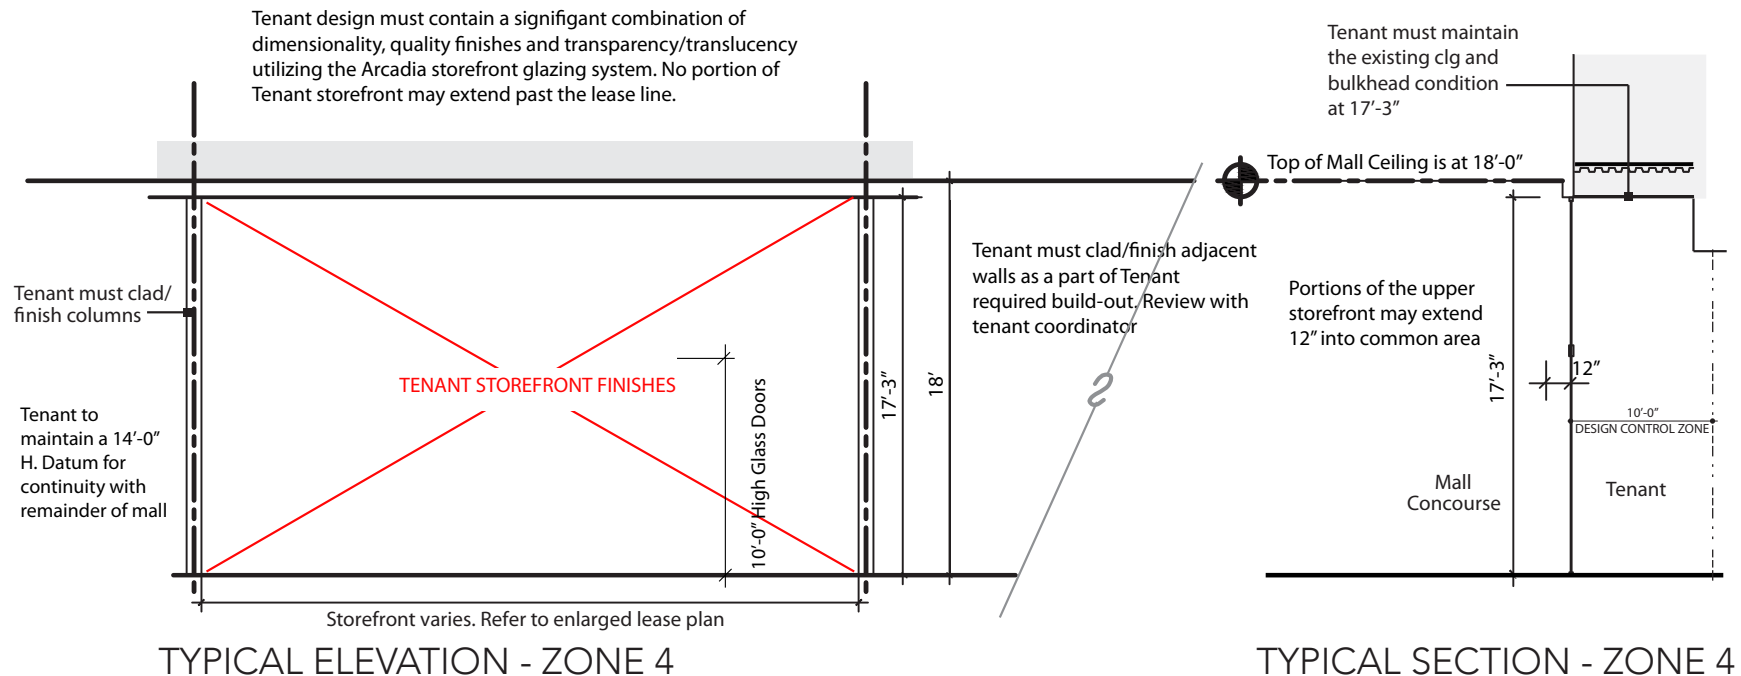 Tenant design must contain a signifigant combination of
dimensionality, quality finishes and transparency/translucency
utilizing the Arcadia storefront glazing system. No portion of
Tenant storefront may extend past the lease line.
Tenant must maintain
the existing clg and
bulkhead condition
at 17’-3”
Top of Mall Ceiling is at 18’-0”
Tenant must clad/
finish columns
Tenant to
maintain a 14’-0”
H. Datum for
continuity with
remainder of mall
TENANT STOREFRONT FINISHES
10’-0” High Glass Doors
17’-3”
18’
Tenant must clad/finish adjacent
walls as a part of Tenant
required build-out. Review with
tenant coordinator
Portions of the upper
storefront may extend
12” into common area
17’-3”
12”
10’-0”
DESIGN CONTROL ZONE
Mall
Concourse
Tenant
Storefront varies. Refer to enlarged lease plan
TYPICAL ELEVATION - ZONE 4
TYPICAL SECTION - ZONE 4